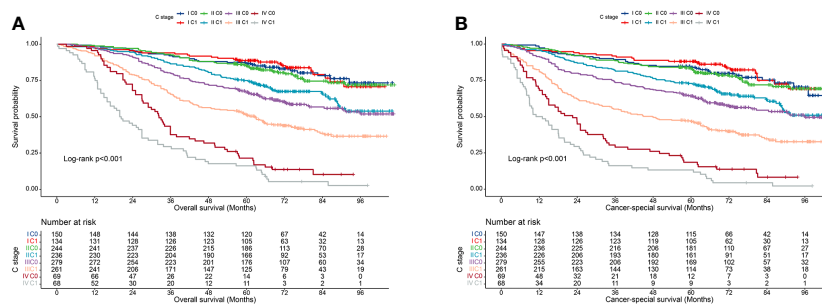 A
C stage
I C0 II C0 III C0 IV C0
I C1 II C1 III C1 IV C1
Survival probability
1.00
0.75
0.50
0.25
0.00
Log-rank p<0.001
0 12 24 36 48 60 72 84 96
Overall survival (Months)
Number at risk
C stage
I C0 150 148 144 138 132 120 67 42 14
I C1 134 131 128 126 123 105 63 32 13
II C0 244 241 237 226 215 186 113 70 28
II C1 236 230 223 204 190 166 92 53 17
III C0 279 272 254 223 201 176 107 60 34
III C1 261 241 206 171 147 125 79 43 19
IV C0 69 66 47 26 22 14 6 3 0
IV C1 68 52 30 20 12 11 3 2 1
0 12 24 36 48 60 72 84 96
Overall survival (Months)
B
C stage
I C0 II C0 III C0 IV C0
I C1 II C1 III C1 IV C1
Survival probability
1.00
0.75
0.50
0.25
0.00
Log-rank p<0.001
0 12 24 36 48 60 72 84 96
Cancer-special survival (Months)
Number at risk
C stage
I C0 150 147 138 134 128 115 66 42 14
I C1 134 128 126 123 119 105 62 30 13
II C0 244 236 225 216 206 181 110 67 27
II C1 236 226 206 193 180 161 91 51 17
III C0 279 255 223 206 192 169 102 57 32
III C1 261 215 163 144 130 114 73 38 18
IV C0 69 48 32 21 18 12 7 3 0
IV C1 68 34 20 11 9 9 3 2 1
0 12 24 36 48 60 72 84 96
Cancer-special survival (Months)